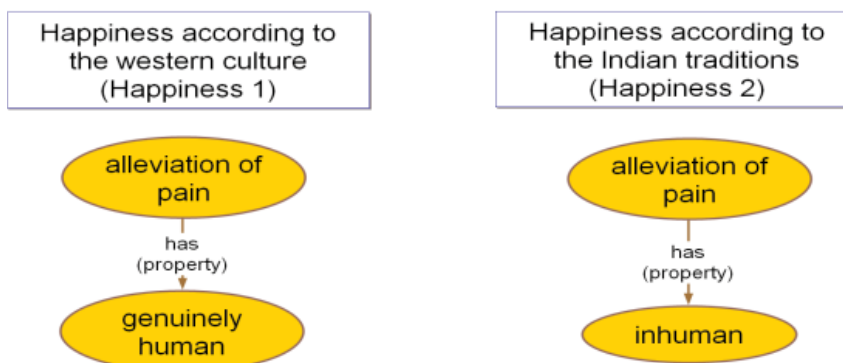 Happiness according to
the western culture
(Happiness 1)
Happiness according to
the Indian traditions
(Happiness 2)
alleviation of
pain
has
(property)
genuinely
human
alleviation of
pain
has
(property)
inhuman